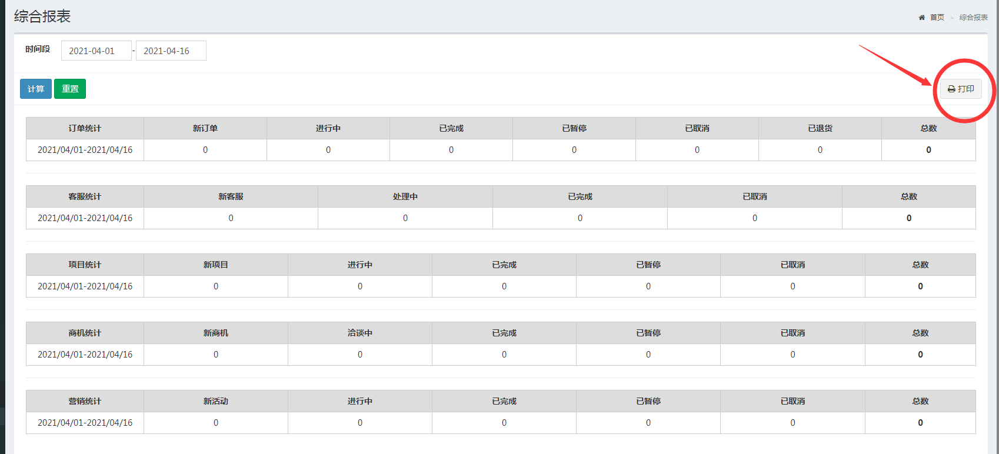 综合报表
首页 > 综合报表
时间段 2021-04-01 - 2021-04-16
计算 重置 打印
订单统计 新订单 进行中 已完成 已暂停 已取消 已退货 总数
2021/04/01-2021/04/16 0 0 0 0 0 0 0
客服统计 新客服 处理中 已完成 已取消 总数
2021/04/01-2021/04/16 0 0 0 0 0
项目统计 新项目 进行中 已完成 已暂停 已取消 总数
2021/04/01-2021/04/16 0 0 0 0 0 0
商机统计 新商机 洽谈中 已完成 已暂停 已取消 总数
2021/04/01-2021/04/16 0 0 0 0 0 0
营销统计 新活动 进行中 已完成 已暂停 已取消 总数
2021/04/01-2021/04/16 0 0 0 0 0 0